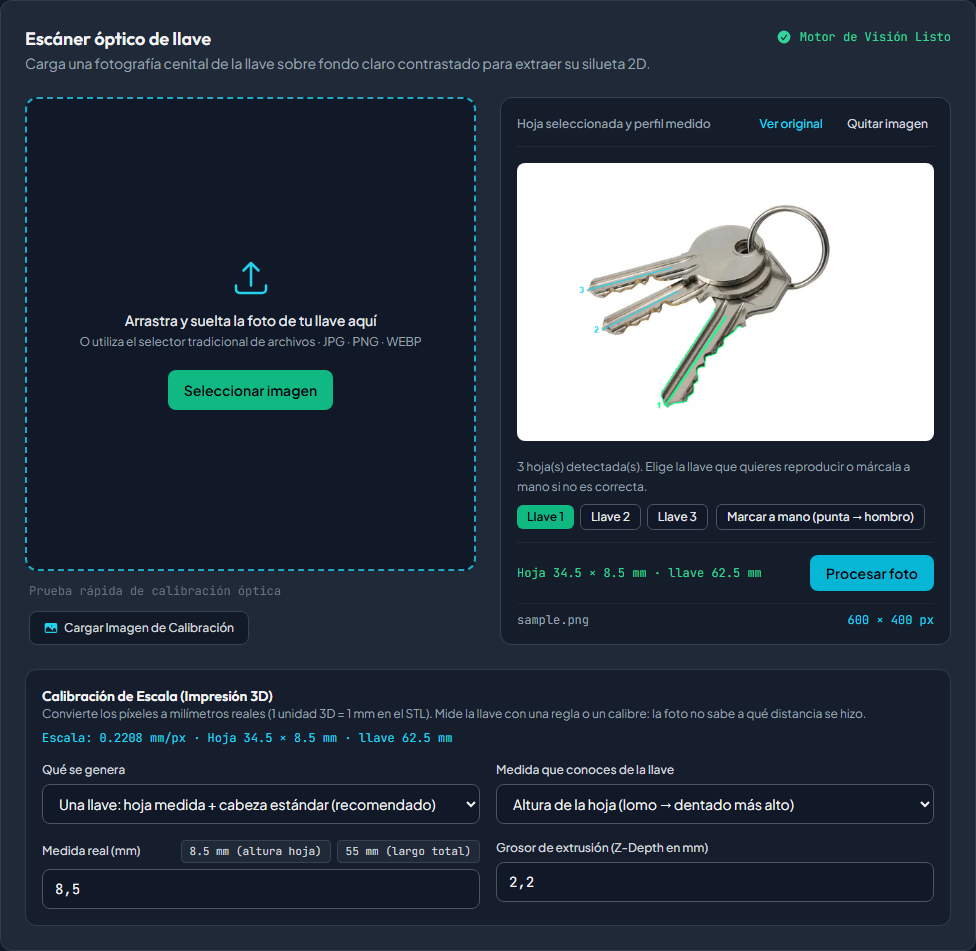 Escáner óptico de llave
Motor de Visión Listo
Carga una fotografía cenital de la llave sobre fondo claro contrastado para extraer su silueta 2D.
Arrastra y suelta la foto de tu llave aquí
O utiliza el selector tradicional de archivos · JPG · PNG · WEBP
Seleccionar imagen
Prueba rápida de calibración óptica
Cargar Imagen de Calibración
Hoja seleccionada y perfil medido
Ver original
Quitar imagen
3
2
1
3 hoja(s) detectada(s). Elige la llave que quieres reproducir o márcala a
mano si no es correcta.
Llave 1
Llave 2
Llave 3
Marcar a mano (punta → hombro)
Hoja 34.5 × 8.5 mm · llave 62.5 mm
Procesar foto
sample.png
600 × 400 px
Calibración de Escala (Impresión 3D)
Convierte los píxeles a milímetros reales (1 unidad 3D = 1 mm en el STL). Mide la llave con una regla o un calibre: la foto no sabe a qué distancia se hizo.
Escala: 0.2208 mm/px · Hoja 34.5 × 8.5 mm · llave 62.5 mm
Qué se genera
Una llave: hoja medida + cabeza estándar (recomendado)
Medida que conoces de la llave
Altura de la hoja (lomo → dentado más alto)
Medida real (mm)
8.5 mm (altura hoja)
55 mm (largo total)
8,5
Grosor de extrusión (Z-Depth en mm)
2,2